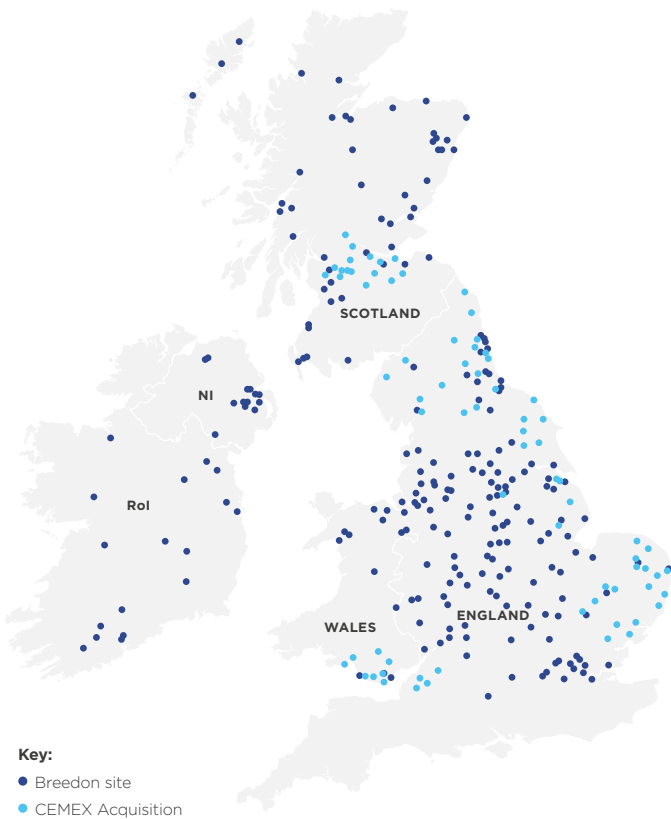 SCOTLAND
NI
RoI
WALES
ENGLAND
Key:
Breedon site
CEMEX Acquisition